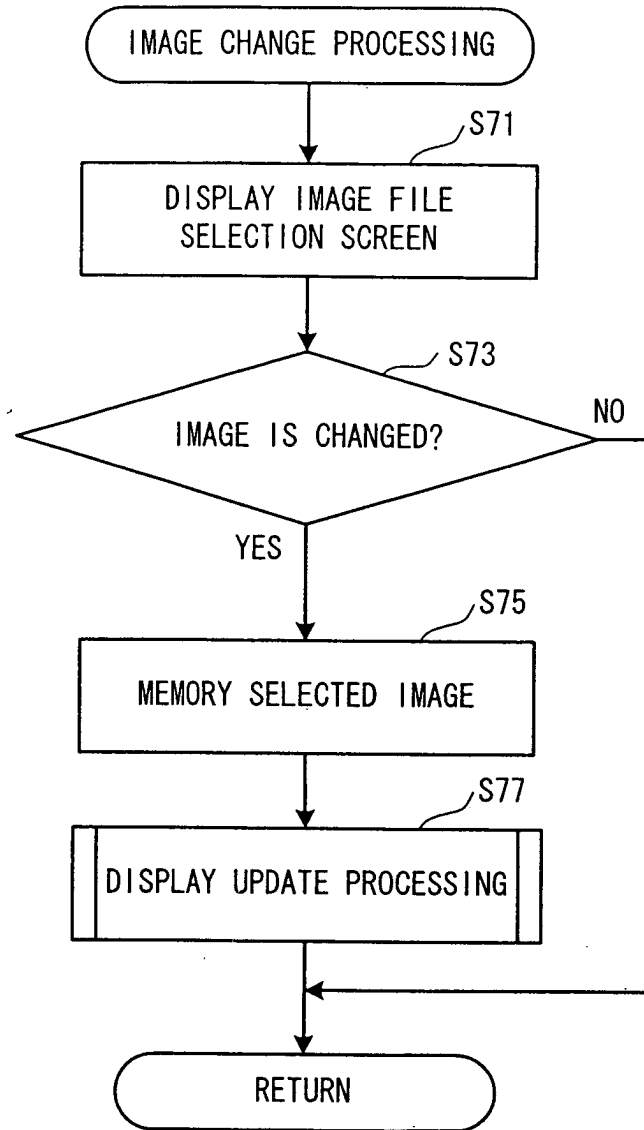 IMAGE CHANGE PROCESSING
S71
DISPLAY IMAGE FILE
SELECTION SCREEN
S73
IMAGE IS CHANGED?
NO
YES
S75
MEMORY SELECTED IMAGE
S77
DISPLAY UPDATE PROCESSING
RETURN